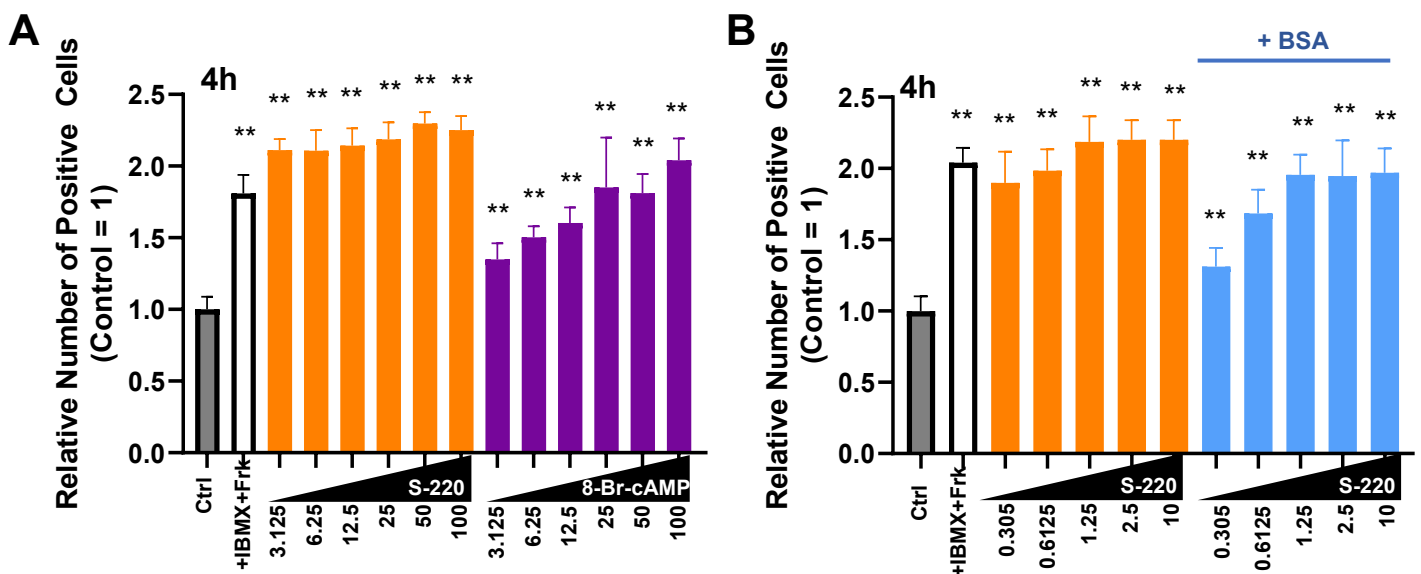 A
Relative Number of Positive Cells
(Control = 1)
4h
2.5
2.0
1.5
1.0
0.5
0.0
** ** ** ** ** ** ** ** ** ** ** ** **
Ctrl
+IBMX+Frk
3.125
6.25
12.5
25
50
100
S-220
3.125
6.25
12.5
25
50
100
8-Br-cAMP
B
Relative Number of Positive Cells
(Control = 1)
4h
+ BSA
2.5
2.0
1.5
1.0
0.5
0.0
** ** ** ** ** ** ** ** ** ** **
Ctrl
+IBMX+Frk
0.305
0.6125
1.25
2.5
10
S-220
0.305
0.6125
1.25
2.5
10
S-220